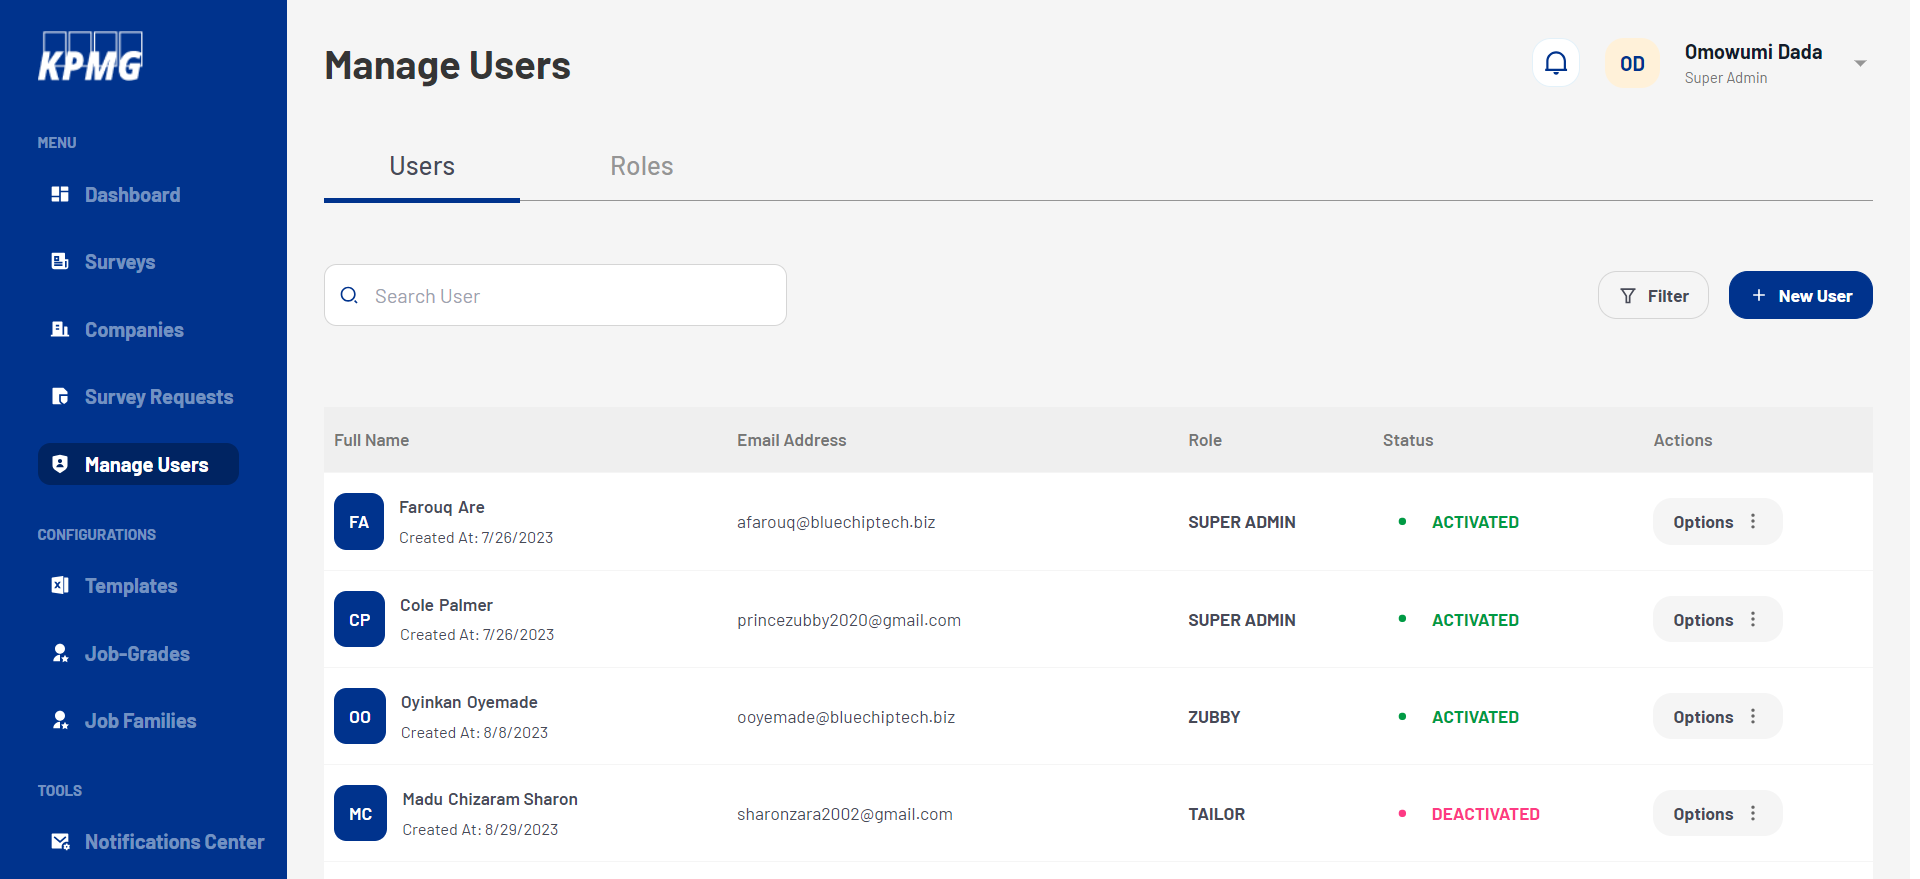 KPMG
MENU
Dashboard
Surveys
Companies
Survey Requests
Manage Users
CONFIGURATIONS
Templates
Job-Grades
Job Families
TOOLS
Notifications Center
Manage Users
OD
Omowumi Dada
Super Admin
Users
Roles
Search User
Filter
+ New User
Full Name
Email Address
Role
Status
Actions
FA
Farouq Are
Created At: 7/26/2023
afarouq@bluechiptech.biz
SUPER ADMIN
ACTIVATED
Options
CP
Cole Palmer
Created At: 7/26/2023
princezubby2020@gmail.com
SUPER ADMIN
ACTIVATED
Options
OO
Oyinkan Oyemade
Created At: 8/8/2023
ooyemade@bluechiptech.biz
ZUBBY
ACTIVATED
Options
MC
Madu Chizaram Sharon
Created At: 8/29/2023
sharonzara2002@gmail.com
TAILOR
DEACTIVATED
Options